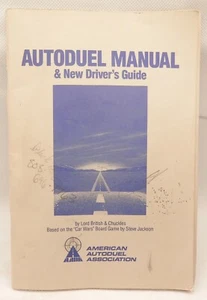 AUTODUEL MANUAL
& New Driver's Guide
by Lord British & Chuckles
Based on the "Car Wars" Board Game by Steve Jackson
AMERICAN
AUTODUEL
ASSOCIATION